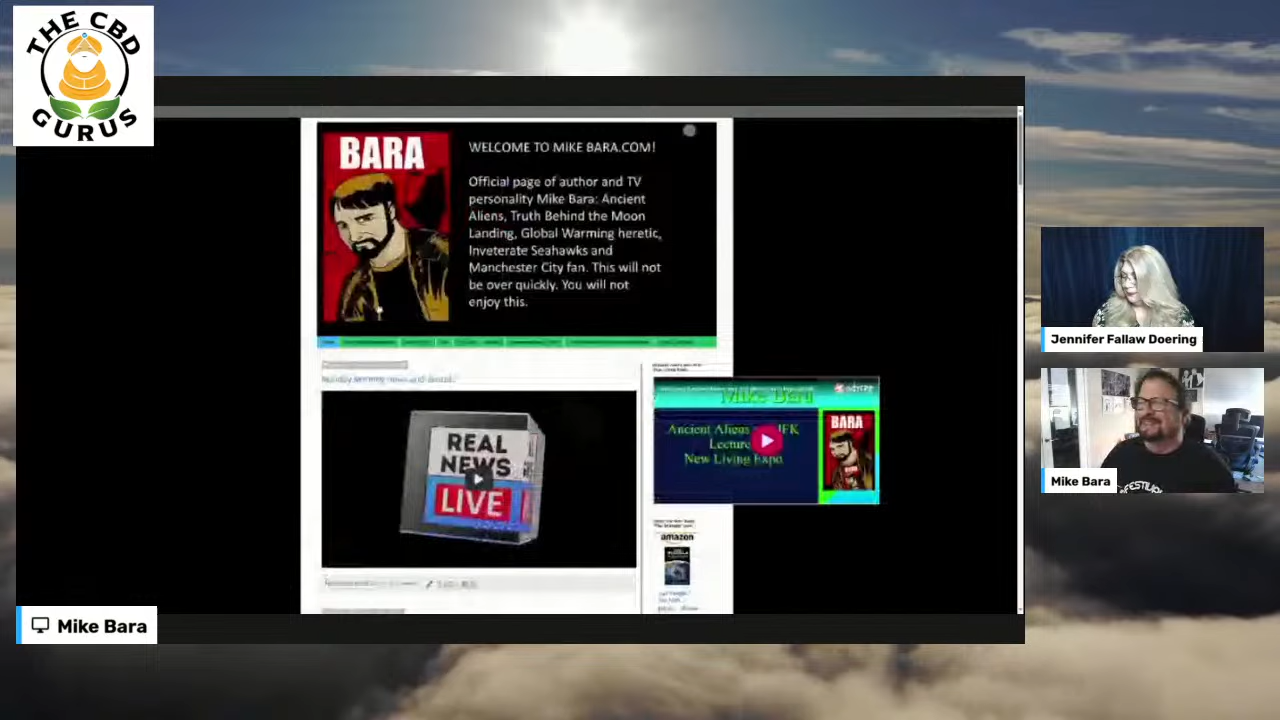 THE CBD
GURUS
BARA
WELCOME TO MIKE BARA.COM!
Official page of author and TV
personality Mike Bara: Ancient
Aliens, Truth Behind the Moon
Landing, Global Warming heretic,
Inveterate Seahawks and
Manchester City fan. This will not
be over quickly. You will not
enjoy this.
REAL
NEWS
LIVE
Mike Bara
Ancient Aliens
JFK
Lecture
New Living Expo
BARA
amazon
Jennifer Fallaw Doering
Mike Bara
Mike Bara